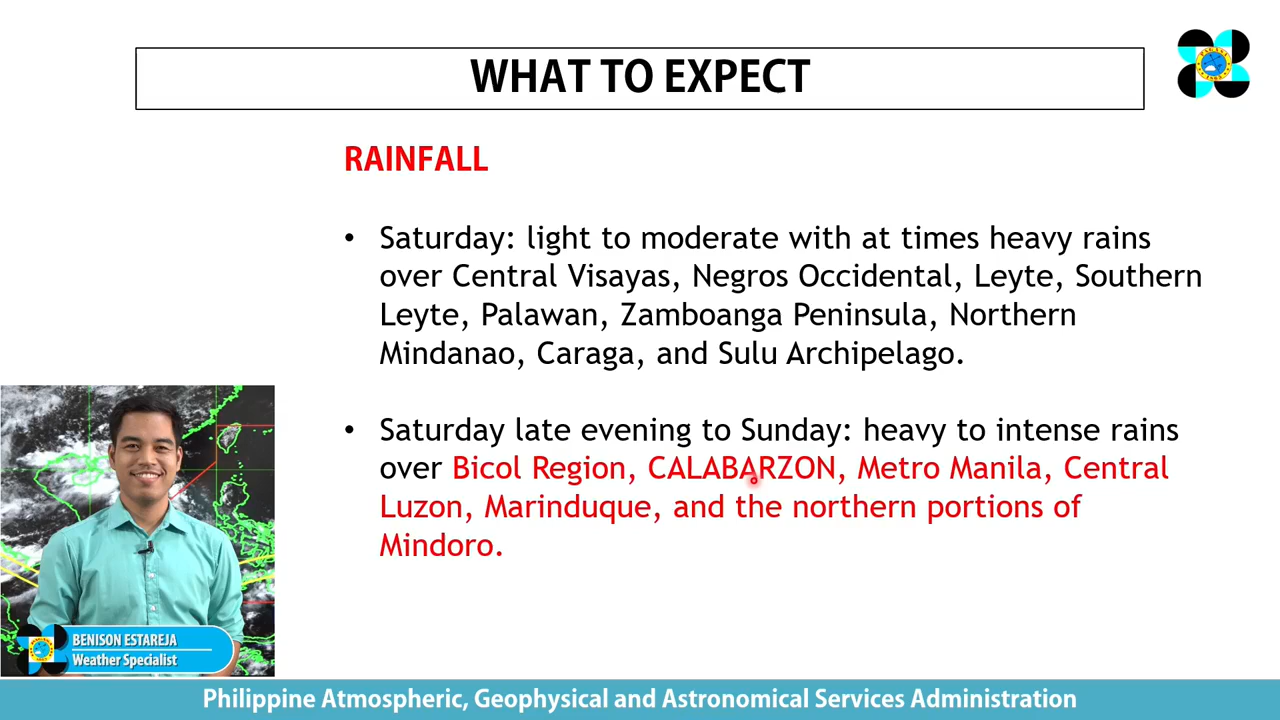 WHAT TO EXPECT
RAINFALL
• Saturday: light to moderate with at times heavy rains
over Central Visayas, Negros Occidental, Leyte, Southern
Leyte, Palawan, Zamboanga Peninsula, Northern
Mindanao, Caraga, and Sulu Archipelago.
• Saturday late evening to Sunday: heavy to intense rains
over Bicol Region, CALABARZON, Metro Manila, Central
Luzon, Marinduque, and the northern portions of
Mindoro.
BENISON ESTAREJA
Weather Specialist
Philippine Atmospheric, Geophysical and Astronomical Services Administration